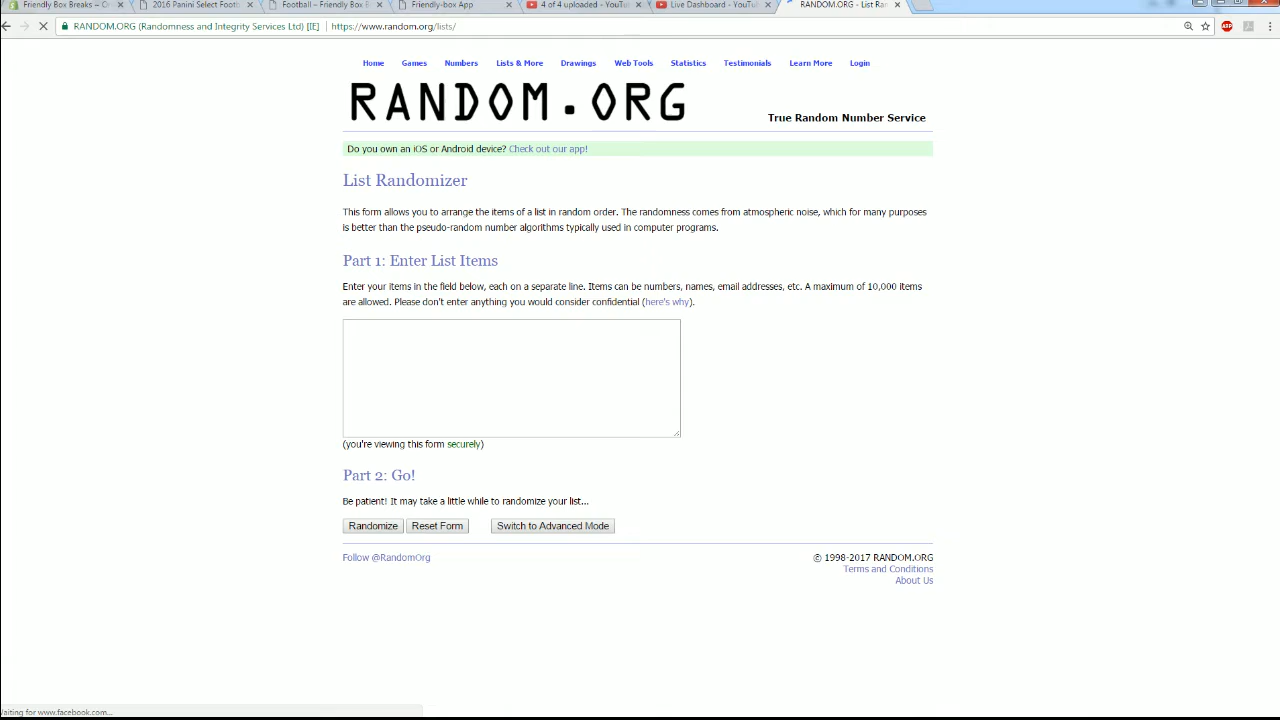 Friendly Box Breaks – C
2016 Panini Select Footb
Football – Friendly Box B
Friendly-box App
4 of 4 uploaded - YouTu
Live Dashboard - YouTu
RANDOM.ORG - List Ra
RANDOM.ORG (Randomness and Integrity Services Ltd) [IE] https://www.random.org/lists/
ABP
Home Games Numbers Lists & More Drawings Web Tools Statistics Testimonials Learn More Login
RANDOM.ORG
True Random Number Service
Do you own an iOS or Android device? Check out our app!
List Randomizer
This form allows you to arrange the items of a list in random order. The randomness comes from atmospheric noise, which for many purposes
is better than the pseudo-random number algorithms typically used in computer programs.
Part 1: Enter List Items
Enter your items in the field below, each on a separate line. Items can be numbers, names, email addresses, etc. A maximum of 10,000 items
are allowed. Please don't enter anything you would consider confidential (here's why).
(you're viewing this form securely)
Part 2: Go!
Be patient! It may take a little while to randomize your list...
Randomize Reset Form Switch to Advanced Mode
Follow @RandomOrg
© 1998-2017 RANDOM.ORG
Terms and Conditions
About Us
Waiting for www.facebook.com...